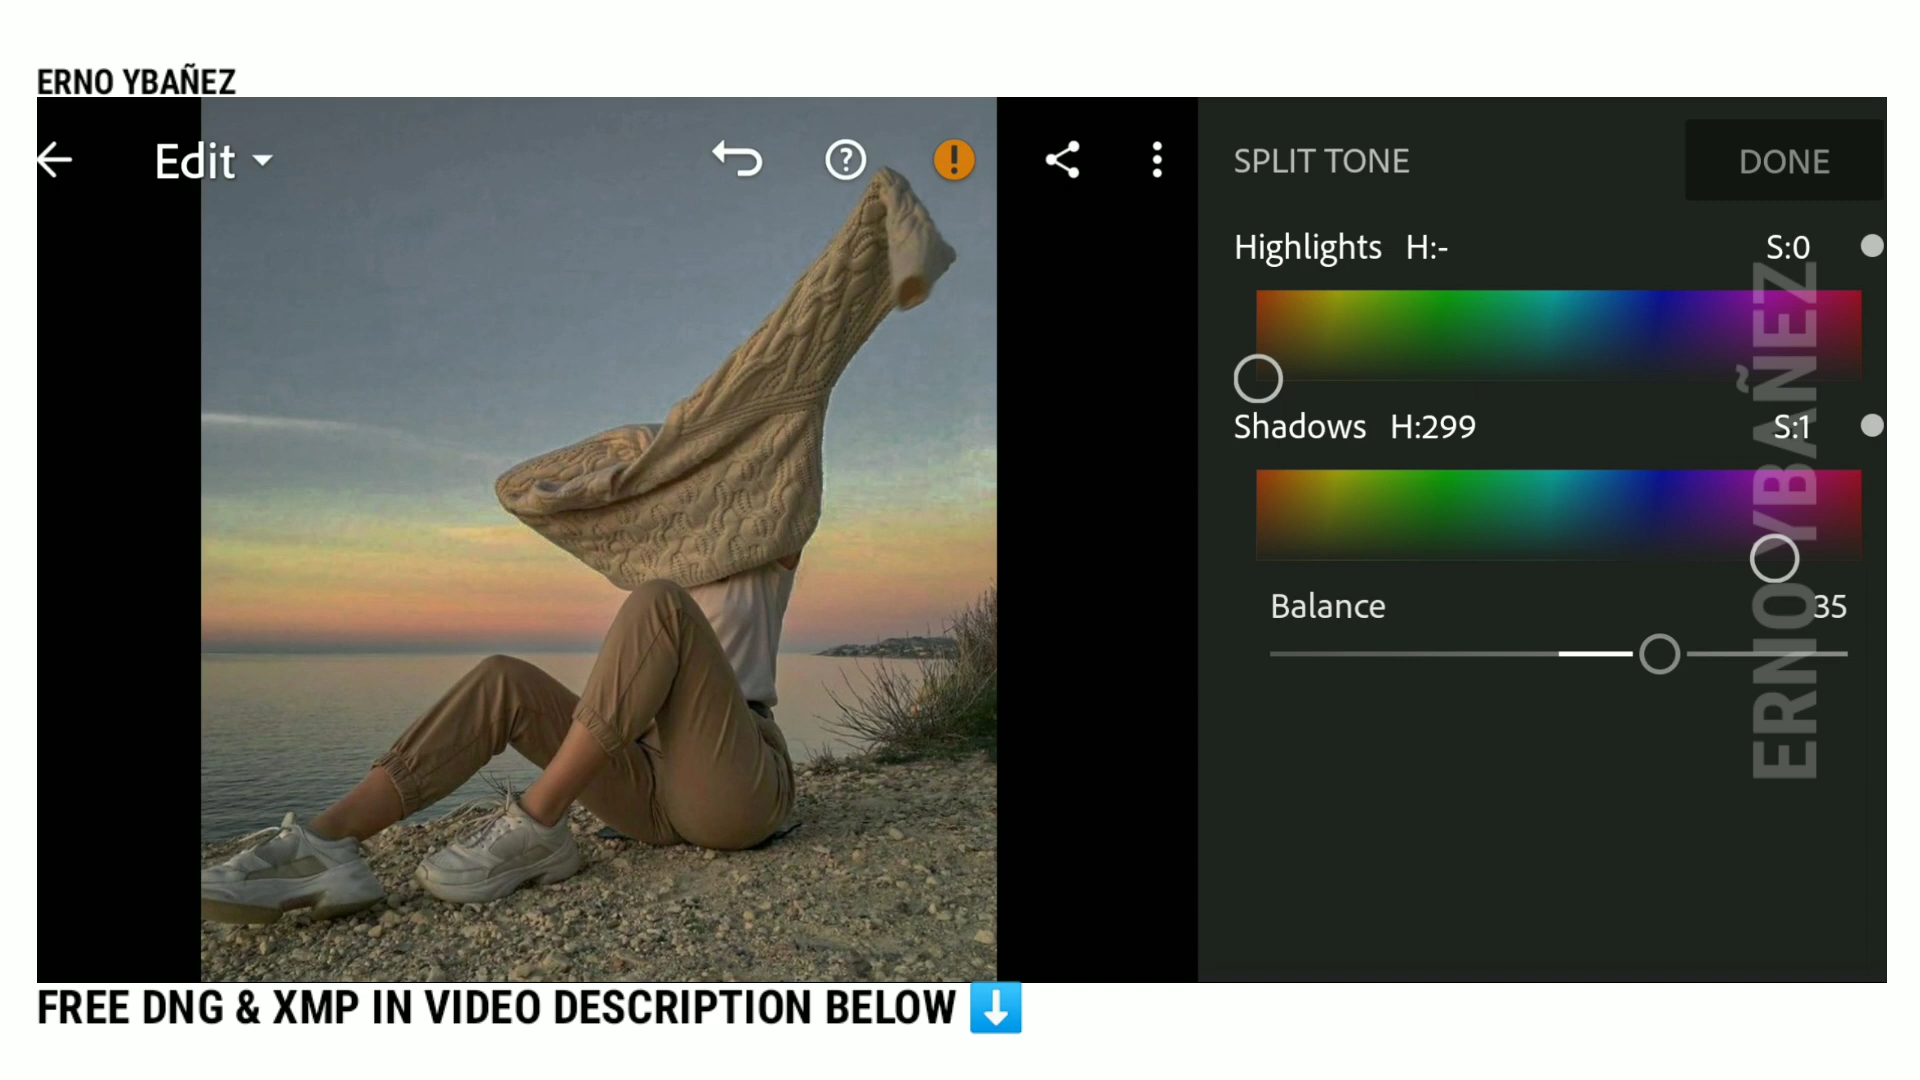 ERNO YBAÑEZ
Edit
SPLIT TONE
DONE
Highlights H:- S:0
Shadows H:299 S:1
Balance 35
ERNO YBAÑEZ
FREE DNG & XMP IN VIDEO DESCRIPTION BELOW ⬇️